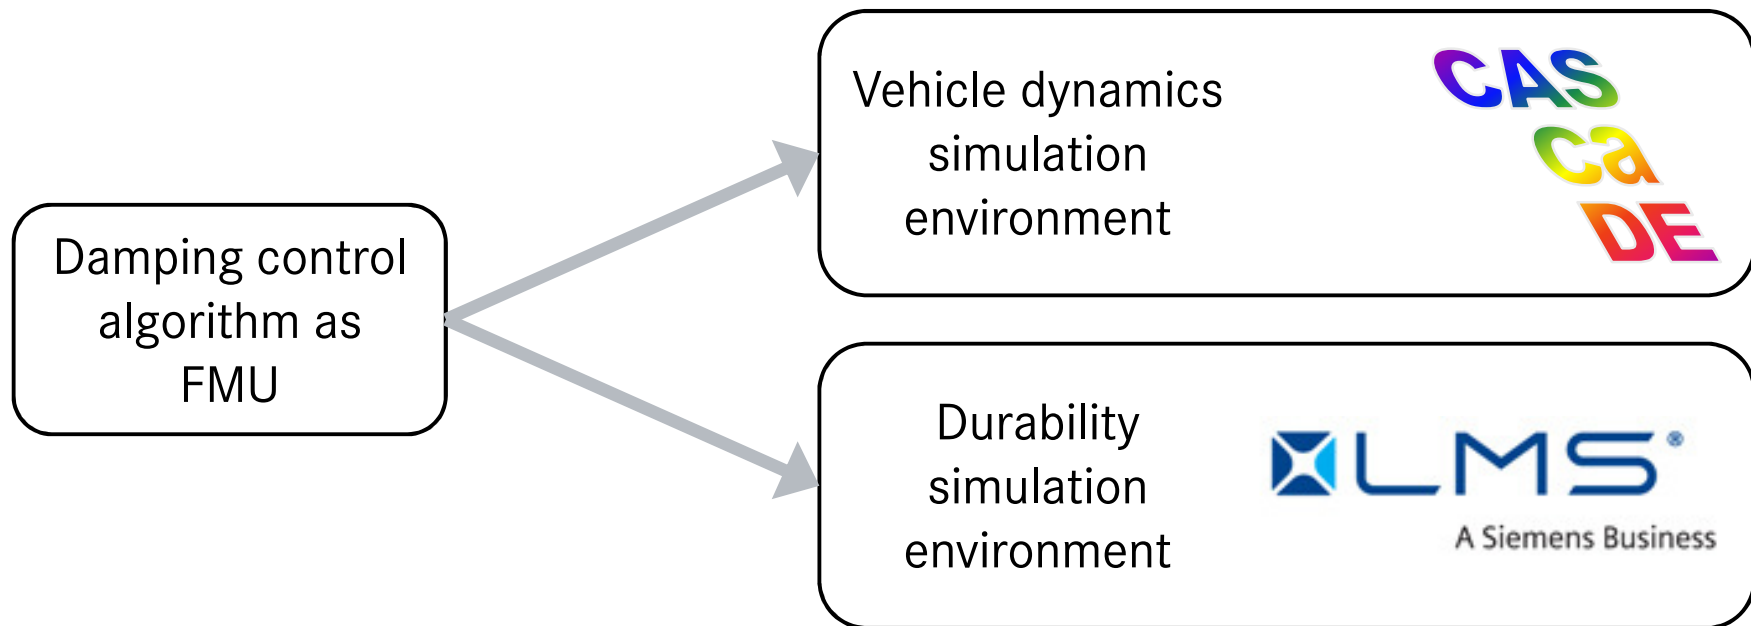 Damping control
algorithm as
FMU
Vehicle dynamics
simulation
environment
CAS
Ca
DE
Durability
simulation
environment
LMS®
A Siemens Business